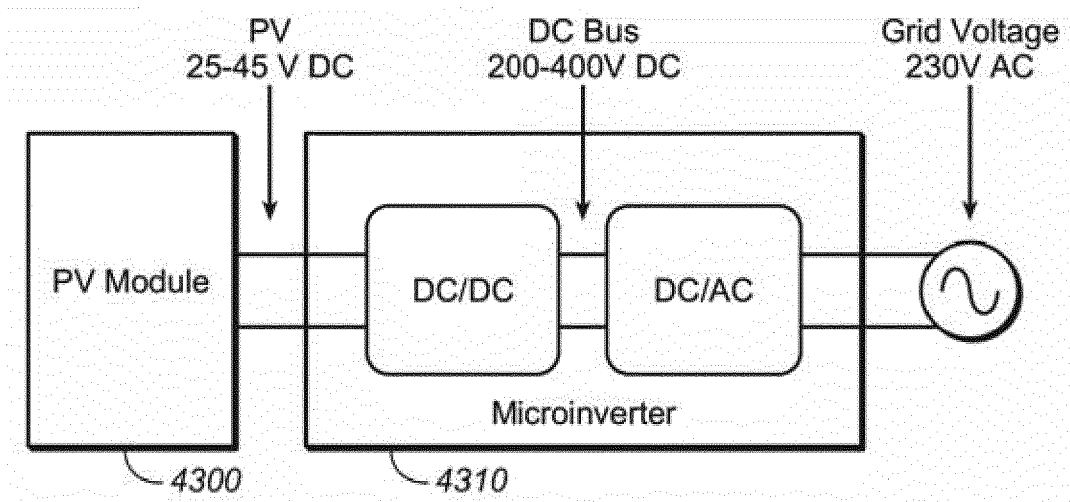 PV
25-45 V DC
DC Bus
200-400V DC
Grid Voltage
230V AC
PV Module
DC/DC
DC/AC
Microinverter
4300
4310